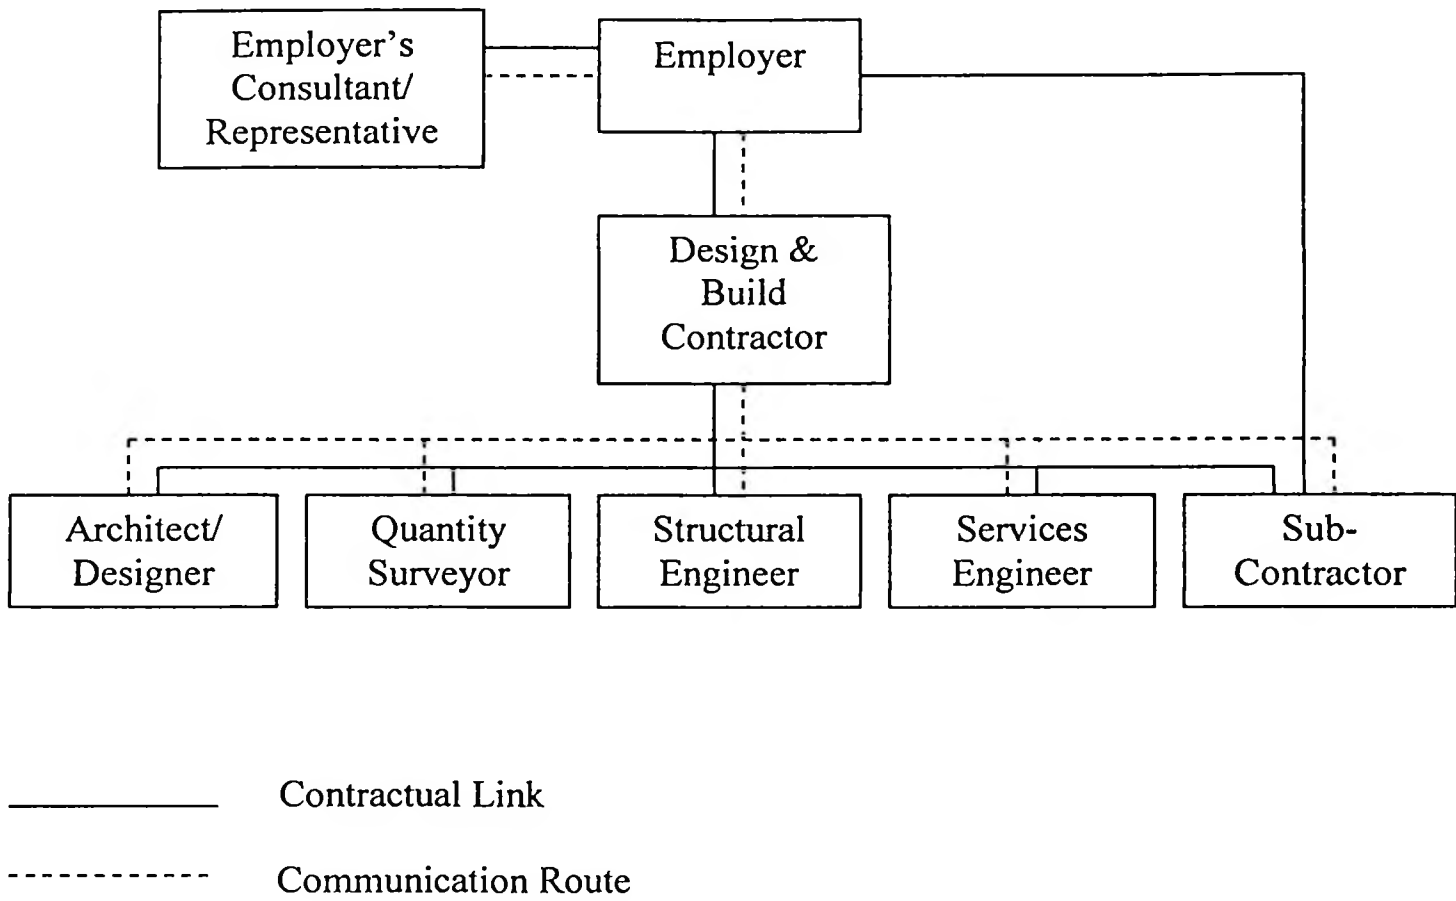 Employer's
Consultant/
Representative
Employer
Design &
Build
Contractor
Architect/
Designer
Quantity
Surveyor
Structural
Engineer
Services
Engineer
Sub-
Contractor
Contractual Link
Communication Route